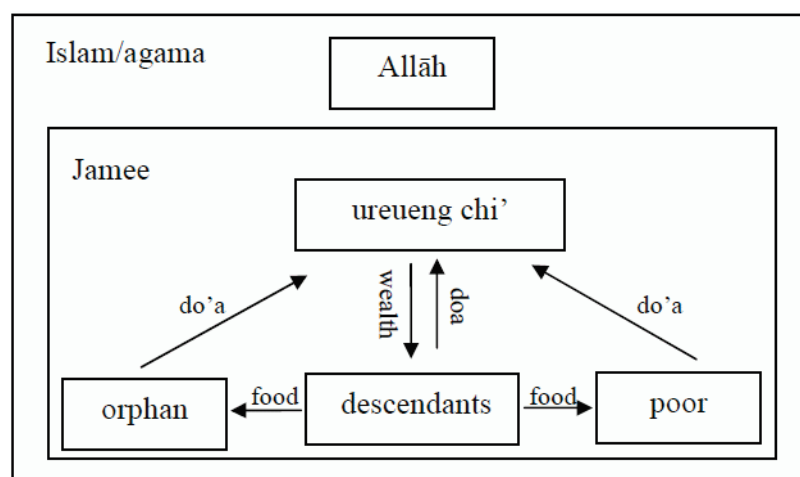 Islam/agama
Allāh
Jamee
ureueng chi’
do’a
wealth
doa
do’a
orphan
food
descendants
food
poor